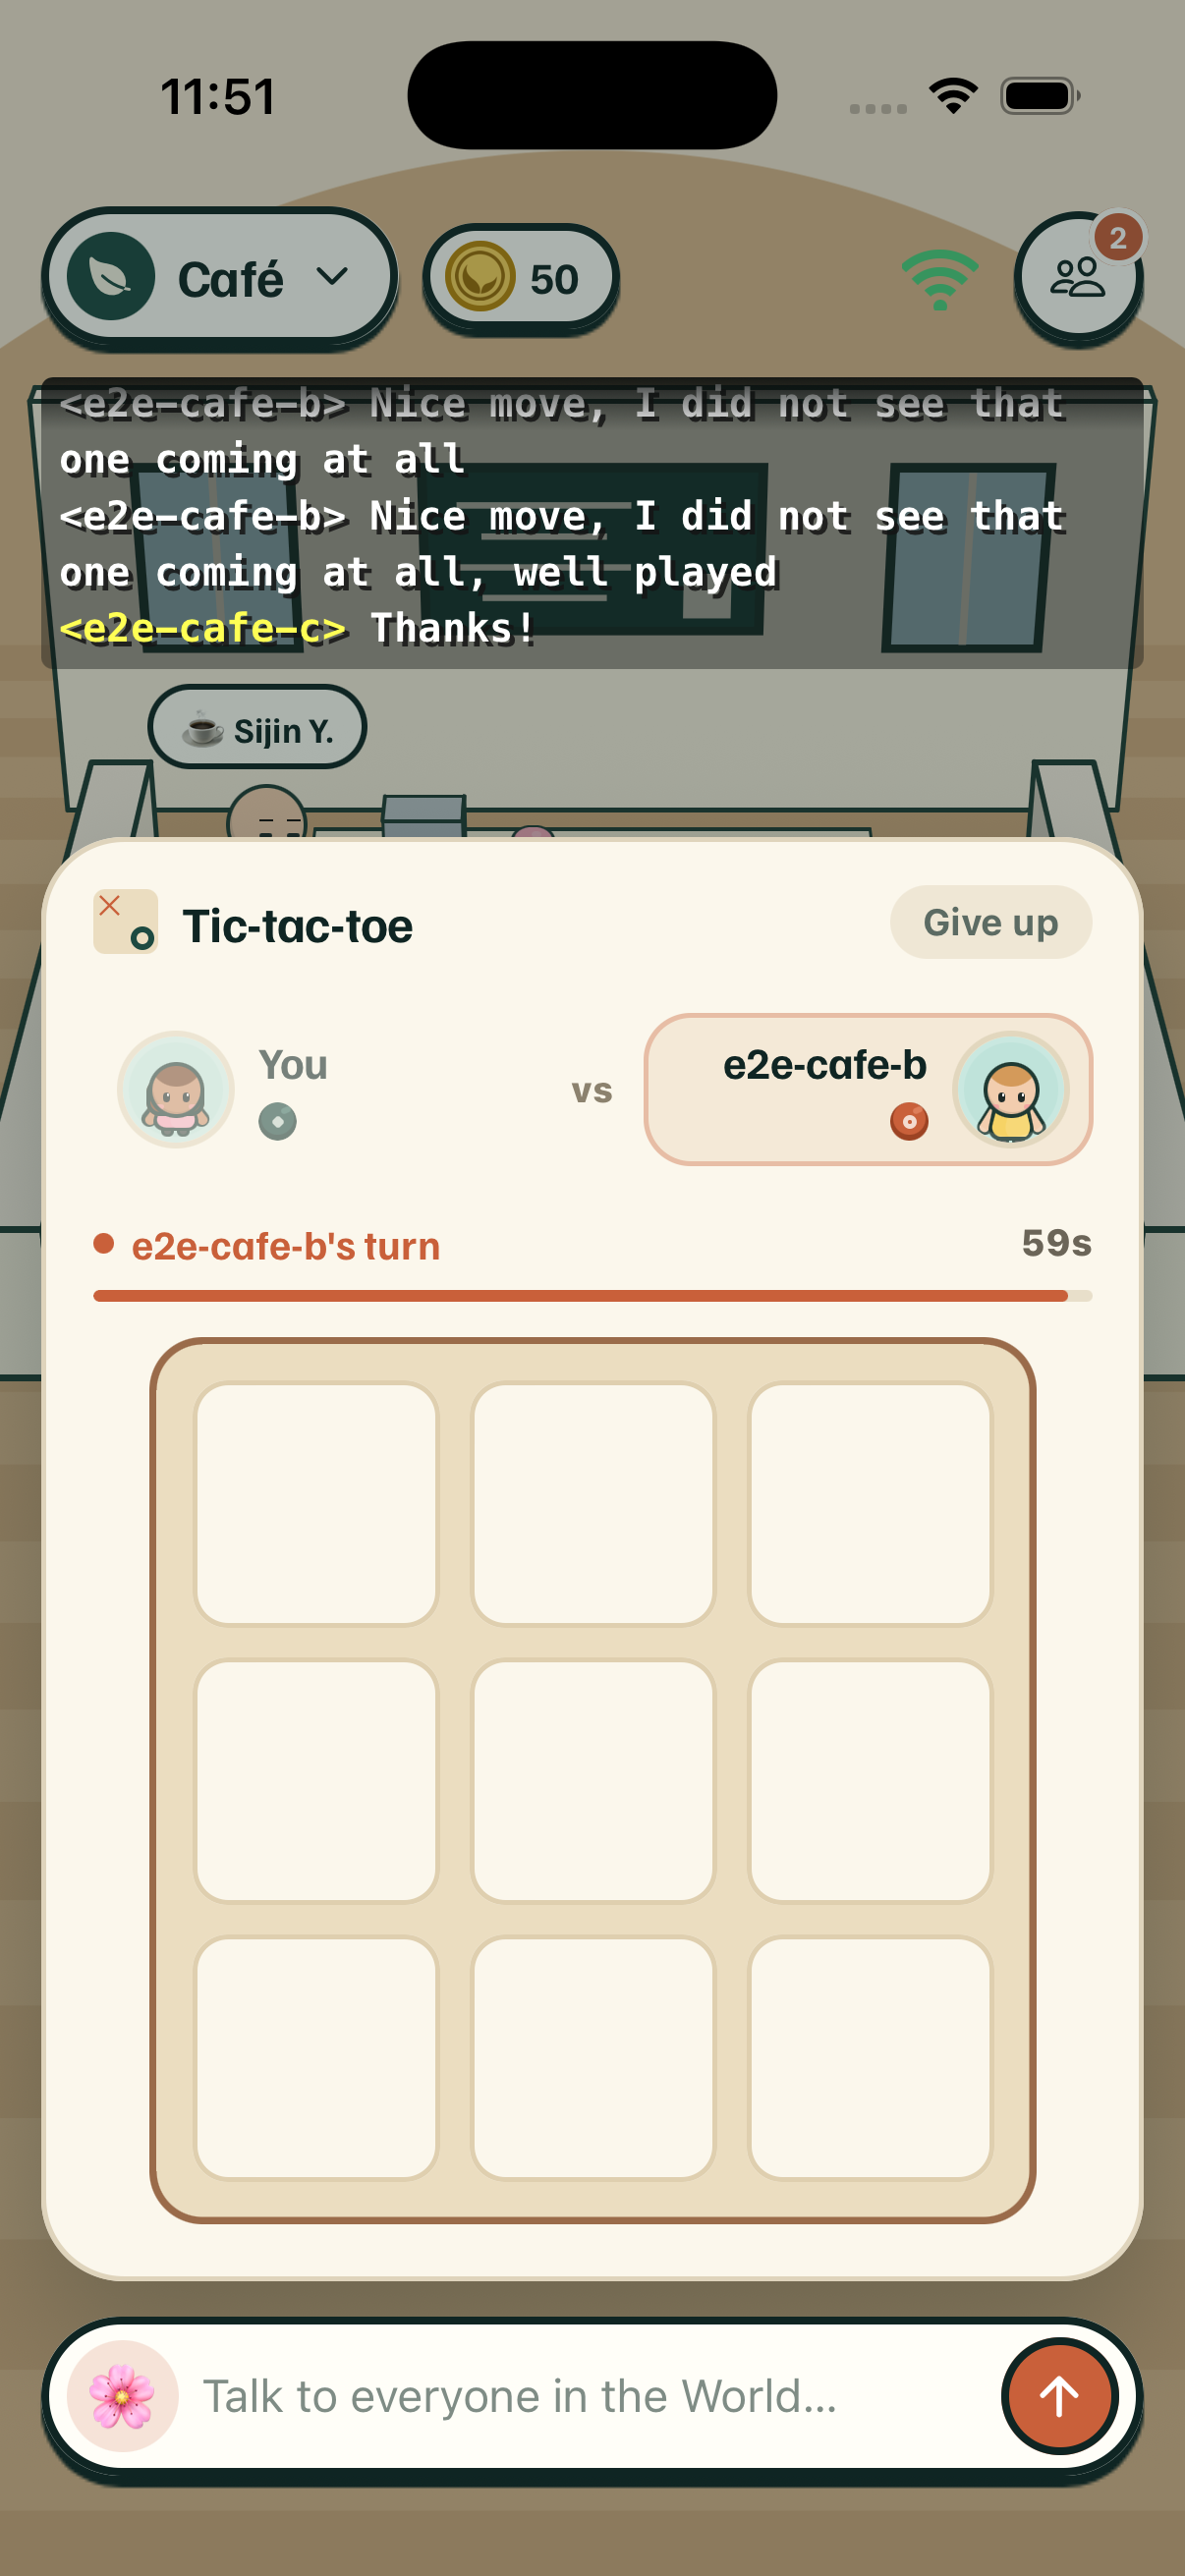 11:51
Café
50
2
<e2e-cafe-b> Nice move, I did not see that
one coming at all
<e2e-cafe-b> Nice move, I did not see that
one coming at all, well played
<e2e-cafe-c> Thanks!
☕ Sijin Y.
Tic-tac-toe
Give up
You
vs
e2e-cafe-b
e2e-cafe-b's turn
59s
Talk to everyone in the World...